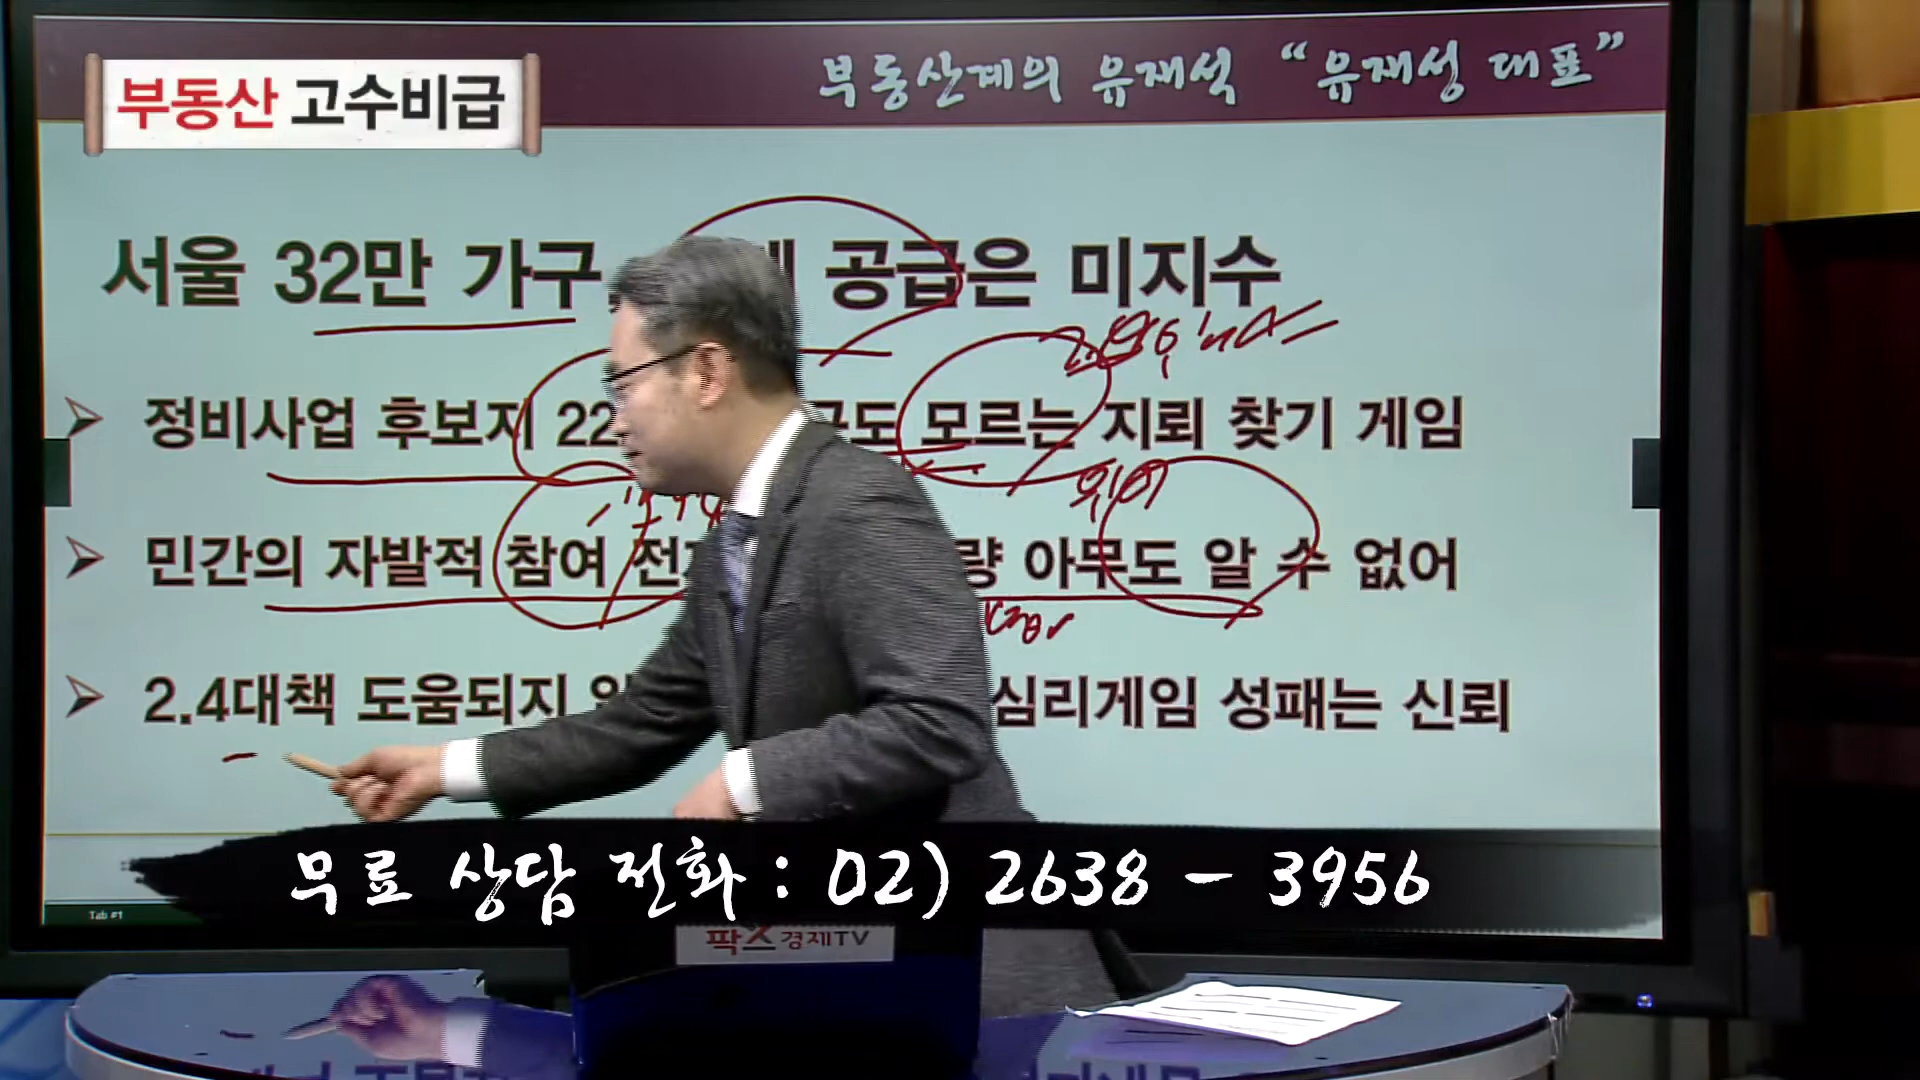 부동산 고수비급
부동산계의 유재석 “유재성 대표”
서울 32만 가구 공급은 미지수
정비사업 후보지 22 모르는 지뢰 찾기 게임
민간의 자발적 참여 아무도 알 수 없어
2.4대책 도움되지 심리게임 성패는 신뢰
무료 상담 전화 : 02) 2638 - 3956
Tab #1
팍스경제TV